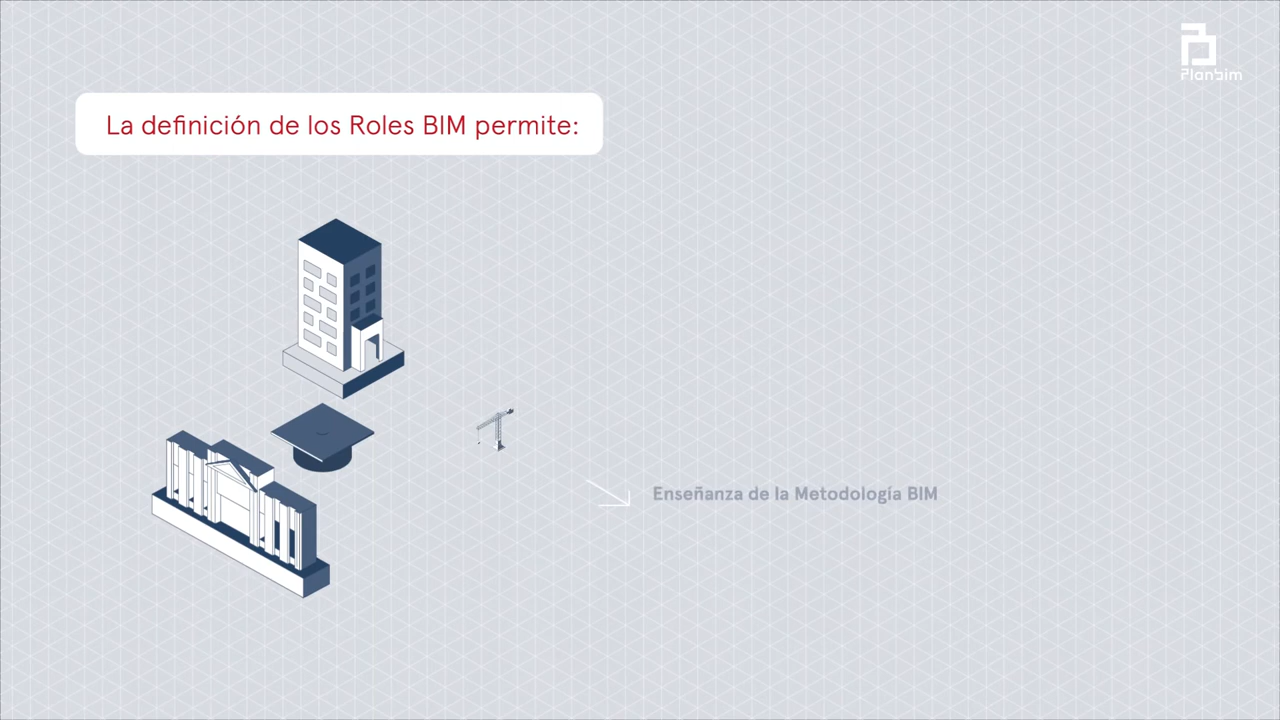 Planbim
La definición de los Roles BIM permite:
Enseñanza de la Metodología BIM